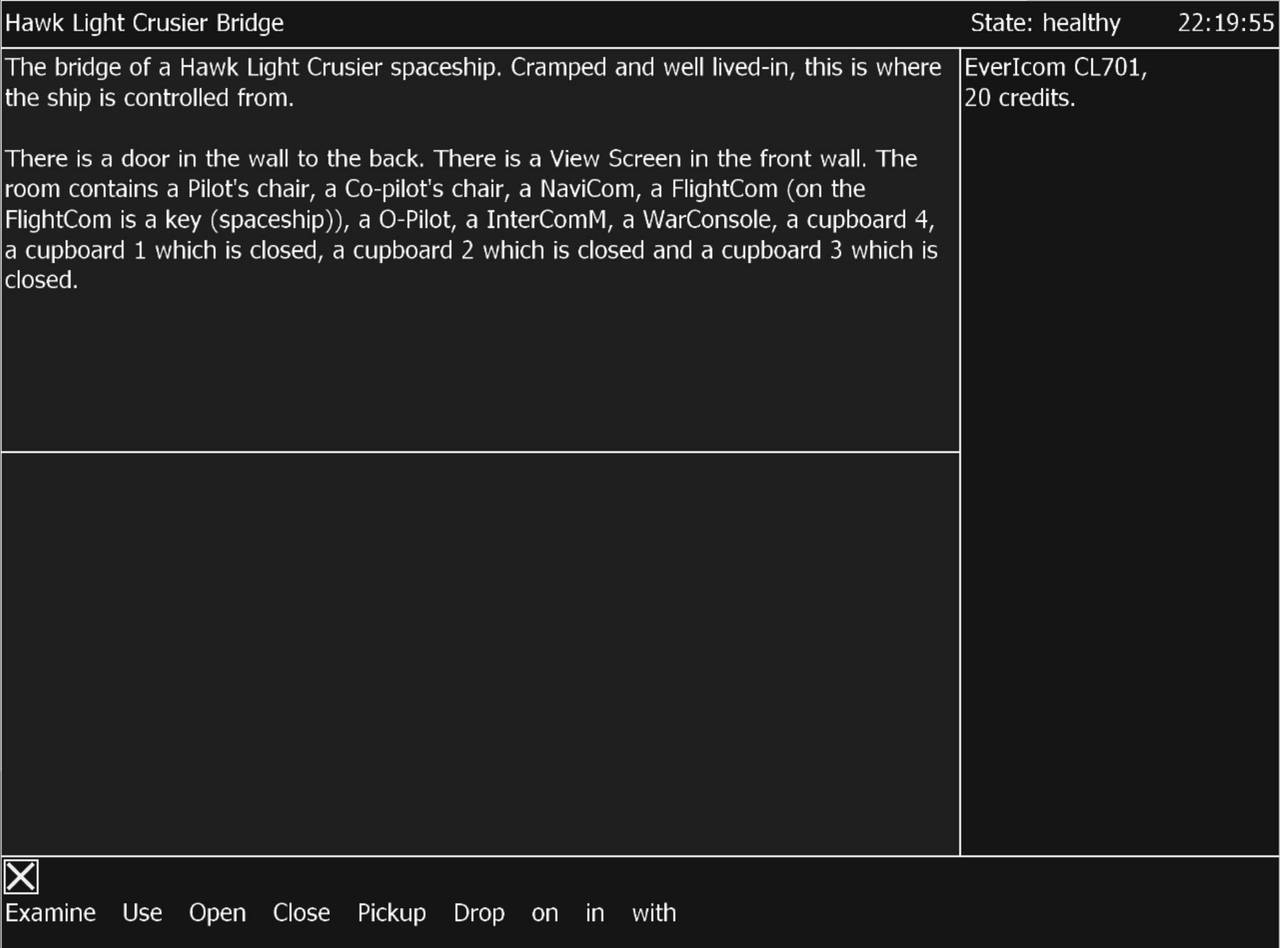 Hawk Light Crusier Bridge
State: healthy
22:19:55
The bridge of a Hawk Light Crusier spaceship. Cramped and well lived-in, this is where
the ship is controlled from.
There is a door in the wall to the back. There is a View Screen in the front wall. The
room contains a Pilot's chair, a Co-pilot's chair, a NaviCom, a FlightCom (on the
FlightCom is a key (spaceship)), a O-Pilot, a InterComM, a WarConsole, a cupboard 4,
a cupboard 1 which is closed, a cupboard 2 which is closed and a cupboard 3 which is
closed.
EverIcom CL701,
20 credits.
Examine Use Open Close Pickup Drop on in with